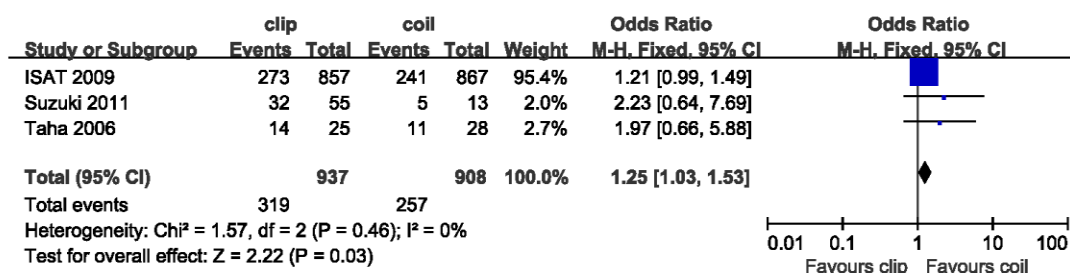 clip coil Odds Ratio Odds Ratio
Study or Subgroup Events Total Events Total Weight M-H, Fixed, 95% CI M-H, Fixed, 95% CI
ISAT 2009 273 857 241 867 95.4% 1.21 [0.99, 1.49]
Suzuki 2011 32 55 5 13 2.0% 2.23 [0.64, 7.69]
Taha 2006 14 25 11 28 2.7% 1.97 [0.66, 5.88]
Total (95% CI) 937 908 100.0% 1.25 [1.03, 1.53]
Total events 319 257
Heterogeneity: Chi² = 1.57, df = 2 (P = 0.46); I² = 0%
Test for overall effect: Z = 2.22 (P = 0.03)
0.01 0.1 1 10 100
Favours clip Favours coil